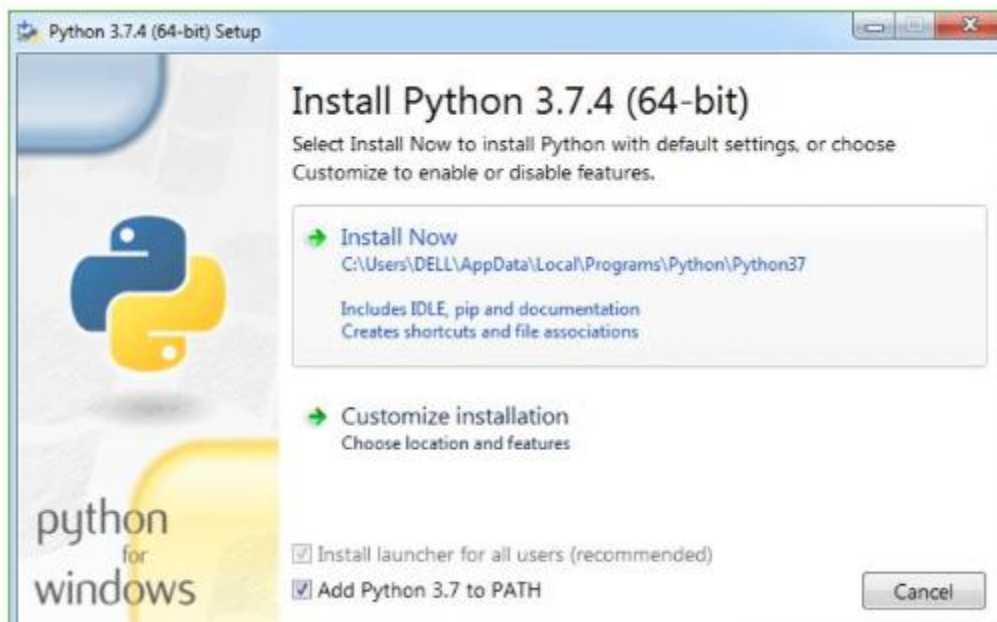 Python 3.7.4 (64-bit) Setup
Install Python 3.7.4 (64-bit)
Select Install Now to install Python with default settings, or choose
Customize to enable or disable features.
Install Now
C:\Users\DELL\AppData\Local\Programs\Python\Python37
Includes IDLE, pip and documentation
Creates shortcuts and file associations
Customize installation
Choose location and features
python
for
windows
Install launcher for all users (recommended)
Add Python 3.7 to PATH
Cancel